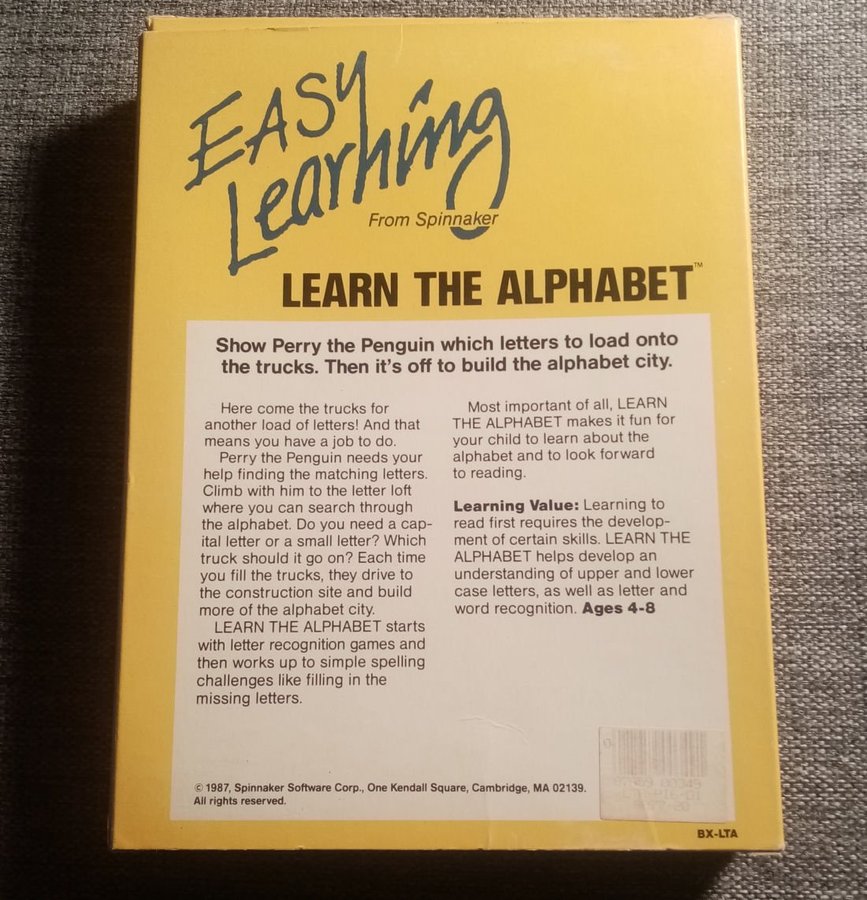 EASY
Learning
From Spinnaker
LEARN THE ALPHABET™
Show Perry the Penguin which letters to load onto
the trucks. Then it's off to build the alphabet city.
Here come the trucks for
another load of letters! And that
means you have a job to do.
Perry the Penguin needs your
help finding the matching letters.
Climb with him to the letter loft
where you can search through
the alphabet. Do you need a cap-
ital letter or a small letter? Which
truck should it go on? Each time
you fill the trucks, they drive to
the construction site and build
more of the alphabet city.
LEARN THE ALPHABET starts
with letter recognition games and
then works up to simple spelling
challenges like filling in the
missing letters.
Most important of all, LEARN
THE ALPHABET makes it fun for
your child to learn about the
alphabet and to look forward
to reading.
Learning Value: Learning to
read first requires the develop-
ment of certain skills. LEARN THE
ALPHABET helps develop an
understanding of upper and lower
case letters, as well as letter and
word recognition. Ages 4-8
© 1987, Spinnaker Software Corp., One Kendall Square, Cambridge, MA 02139.
All rights reserved.
BX-LTA